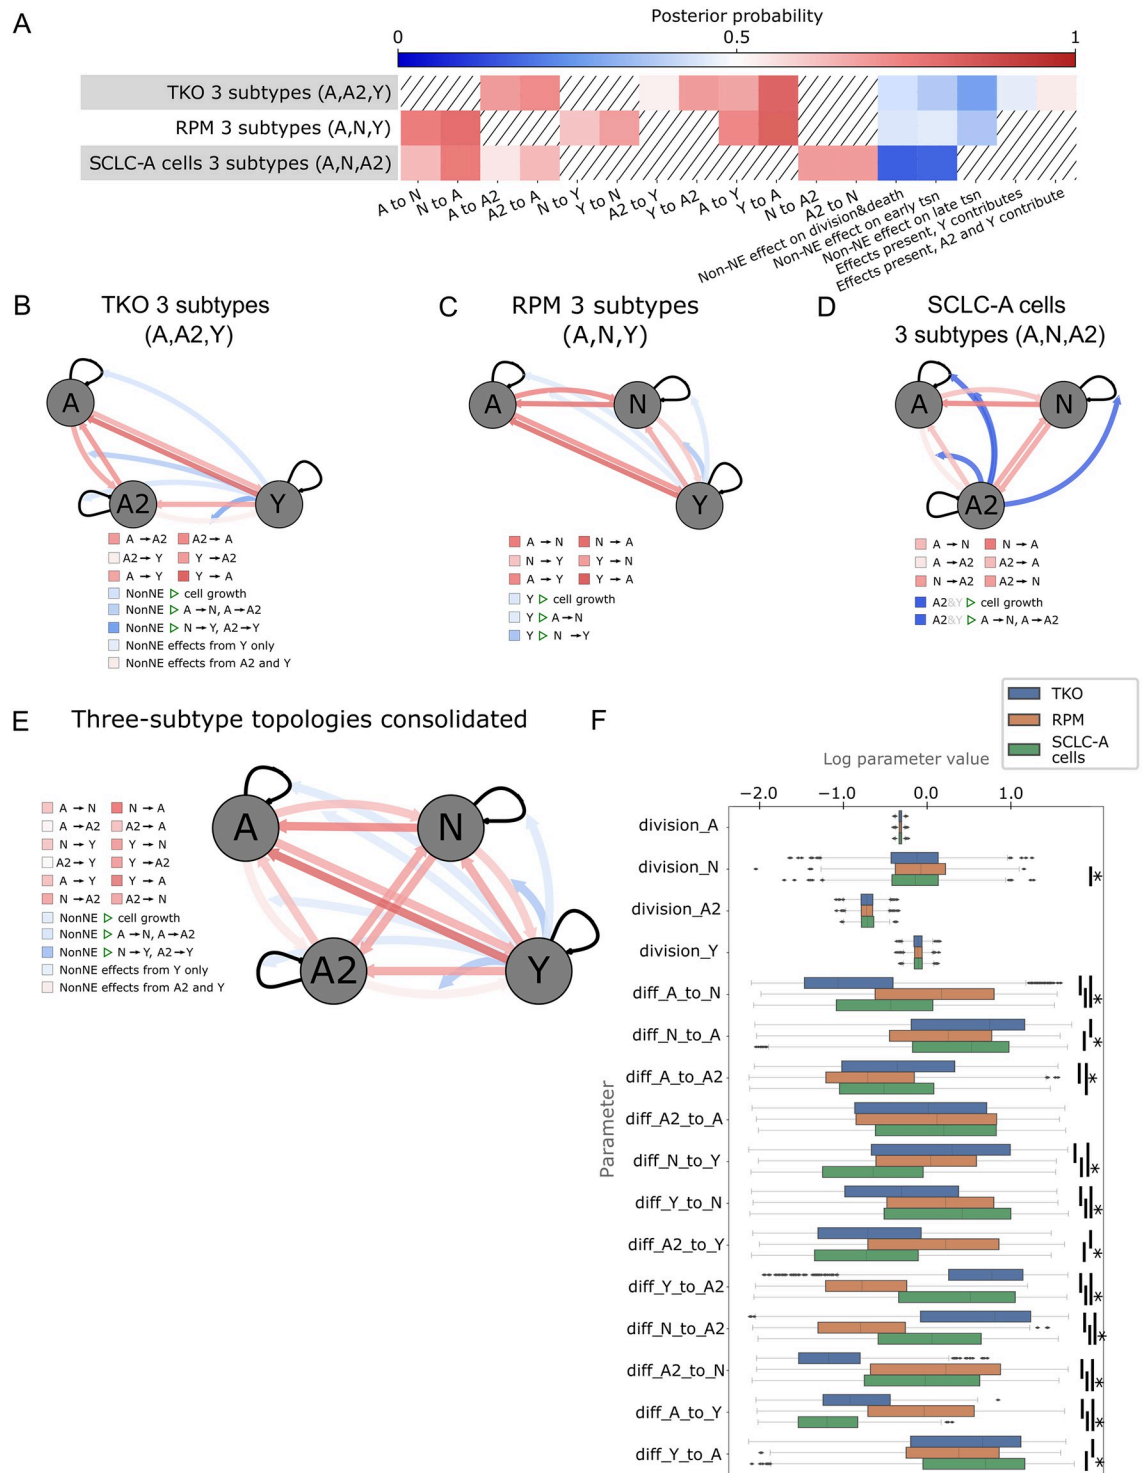 A
Posterior probability
0 0.5 1
TKO 3 subtypes (A,A2,Y)
RPM 3 subtypes (A,N,Y)
SCLC-A cells 3 subtypes (A,N,A2)
A to N
N to A
A to A2
A2 to A
N to Y
Y to N
A2 to Y
Y to A2
A to Y
Y to A
N to A2
A2 to N
Non-NE effect on division&death
Non-NE effect on early tsn
Non-NE effect on late tsn
Effects present, Y contributes
Effects present, A2 and Y contribute
B
TKO 3 subtypes
(A,A2,Y)
A
A2
Y
A → A2 A2 → A
A2 → Y Y → A2
A → Y Y → A
NonNE ▷ cell growth
NonNE ▷ A → N, A → A2
NonNE ▷ N → Y, A2 → Y
NonNE effects from Y only
NonNE effects from A2 and Y
C
RPM 3 subtypes
(A,N,Y)
A
N
Y
A → N N → A
N → Y Y → N
A → Y Y → A
Y ▷ cell growth
Y ▷ A → N
Y ▷ N → Y
D
SCLC-A cells
3 subtypes (A,N,A2)
A
N
A2
A → N N → A
A → A2 A2 → A
N → A2 A2 → N
A2&Y ▷ cell growth
A2&Y ▷ A → N, A → A2
E
Three-subtype topologies consolidated
A → N N → A
A → A2 A2 → A
N → Y Y → N
A2 → Y Y → A2
A → Y Y → A
N → A2 A2 → N
NonNE ▷ cell growth
NonNE ▷ A → N, A → A2
NonNE ▷ N → Y, A2 → Y
NonNE effects from Y only
NonNE effects from A2 and Y
A
N
A2
Y
F
TKO
RPM
SCLC-A
cells
Log parameter value
−2.0 −1.0 0.0 1.0
Parameter
division_A
division_N *
division_A2
division_Y
diff_A_to_N *
diff_N_to_A *
diff_A_to_A2 *
diff_A2_to_A
diff_N_to_Y *
diff_Y_to_N *
diff_A2_to_Y *
diff_Y_to_A2 *
diff_N_to_A2 *
diff_A2_to_N *
diff_A_to_Y *
diff_Y_to_A *